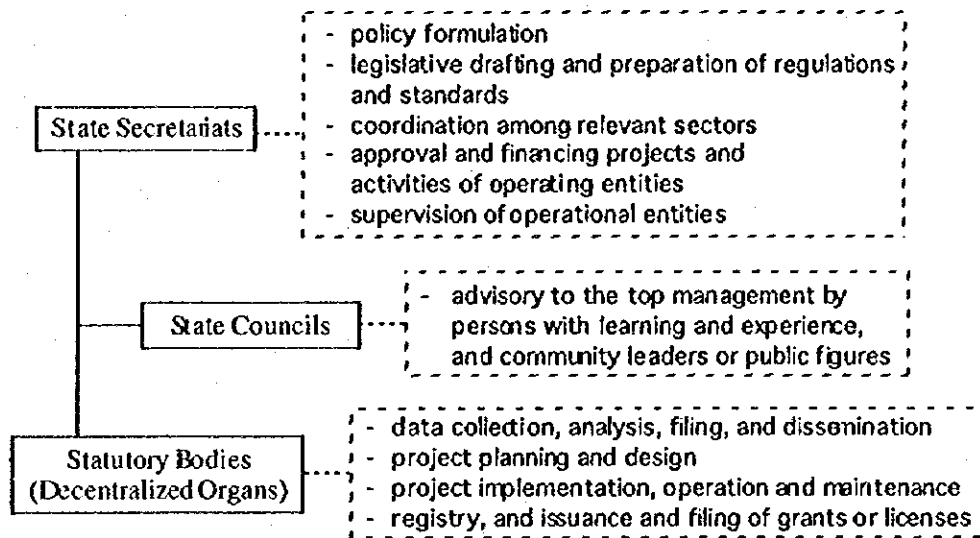 - policy formulation
- legislative drafting and preparation of regulations
and standards
State Secretariats
- coordination among relevant sectors
- approval and financing projects and
activities of operating entities
- supervision of operational entities
- advisory to the top management by
State Councils
persons with learning and experience,
and community leaders or public figures
- data collection, analysis, filing, and dissemination
Statutory Bodies
(Decentralized Organs)
- project planning and design
- project implementation, operation and maintenance
- registry, and issuance and filing of grants or licenses